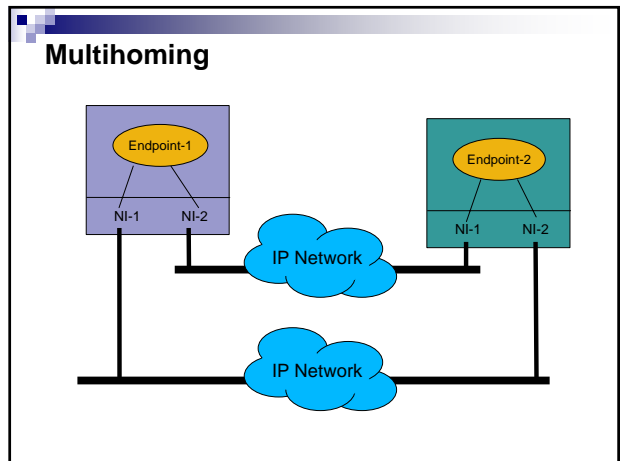 Multihoming
Endpoint-1
Endpoint-2
NI-1 NI-2
NI-1 NI-2
IP Network
IP Network